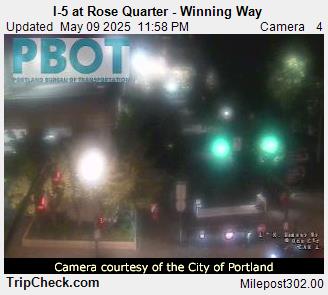 I-5 at Rose Quarter - Winning Way
Updated May 09 2025 11:58 PM Camera 4
PBOT
PORTLAND BUREAU OF TRANSPORTATION
Camera courtesy of the City of Portland
TripCheck.com Milepost302.00